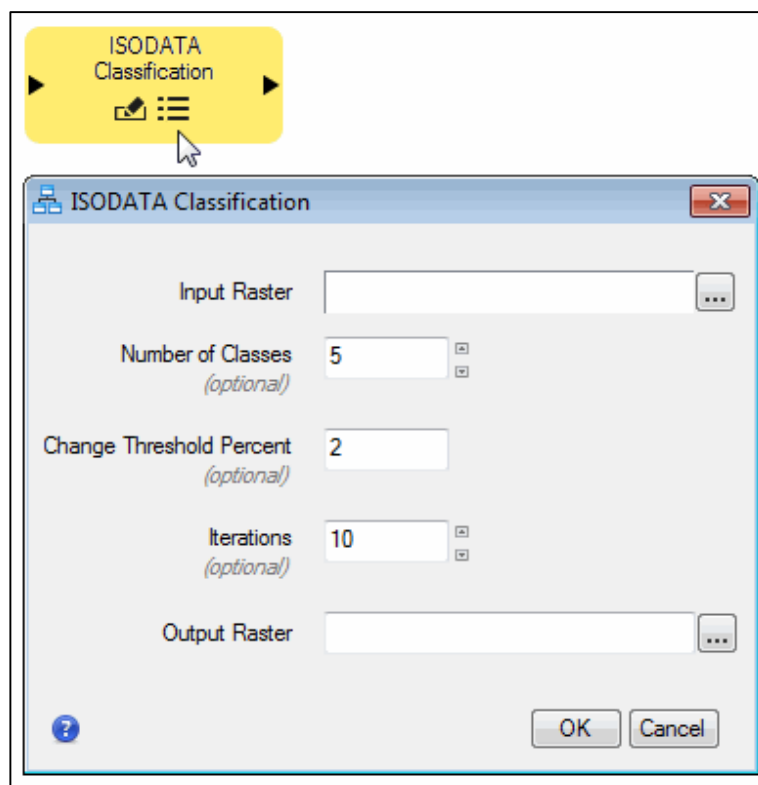 ISODATA
Classification
ISODATA Classification
Input Raster
...
Number of Classes
(optional)
5
Change Threshold Percent
(optional)
2
Iterations
(optional)
10
Output Raster
...
?
OK
Cancel